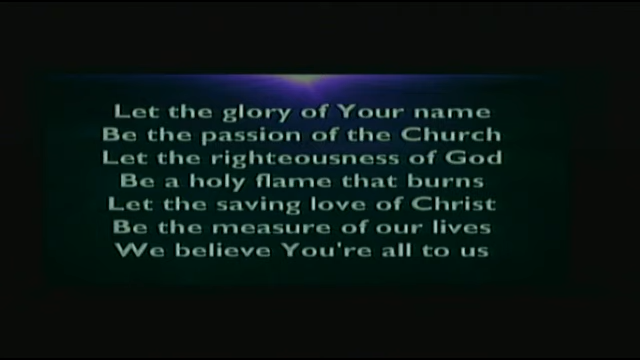 Let the glory of Your name
Be the passion of the Church
Let the righteousness of God
Be a holy flame that burns
Let the saving love of Christ
Be the measure of our lives
We believe You're all to us